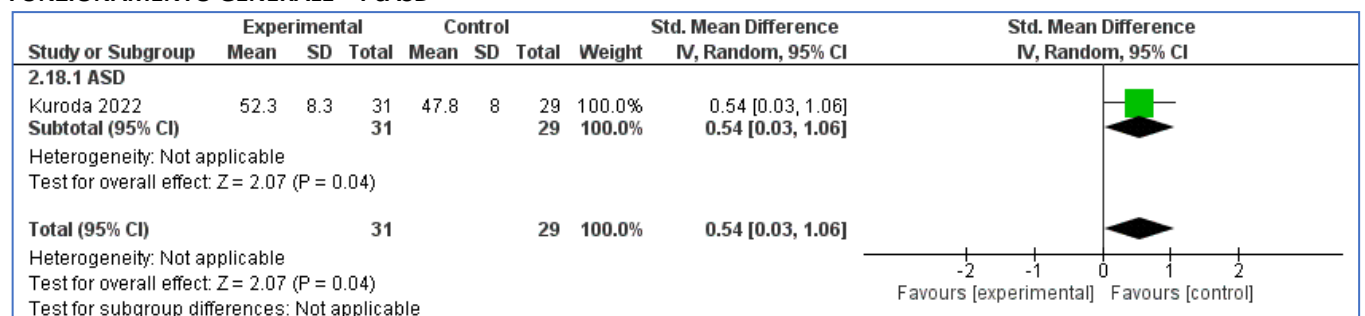 Experimental Control Std. Mean Difference Std. Mean Difference
Study or Subgroup Mean SD Total Mean SD Total Weight IV, Random, 95% CI IV, Random, 95% CI
2.18.1 ASD
Kuroda 2022 52.3 8.3 31 47.8 8 29 100.0% 0.54 [0.03, 1.06]
Subtotal (95% CI) 31 29 100.0% 0.54 [0.03, 1.06]
Heterogeneity: Not applicable
Test for overall effect: Z = 2.07 (P = 0.04)
Total (95% CI) 31 29 100.0% 0.54 [0.03, 1.06]
Heterogeneity: Not applicable
Test for overall effect: Z = 2.07 (P = 0.04)
Test for subgroup differences: Not applicable
-2 -1 0 1 2
Favours [experimental] Favours [control]